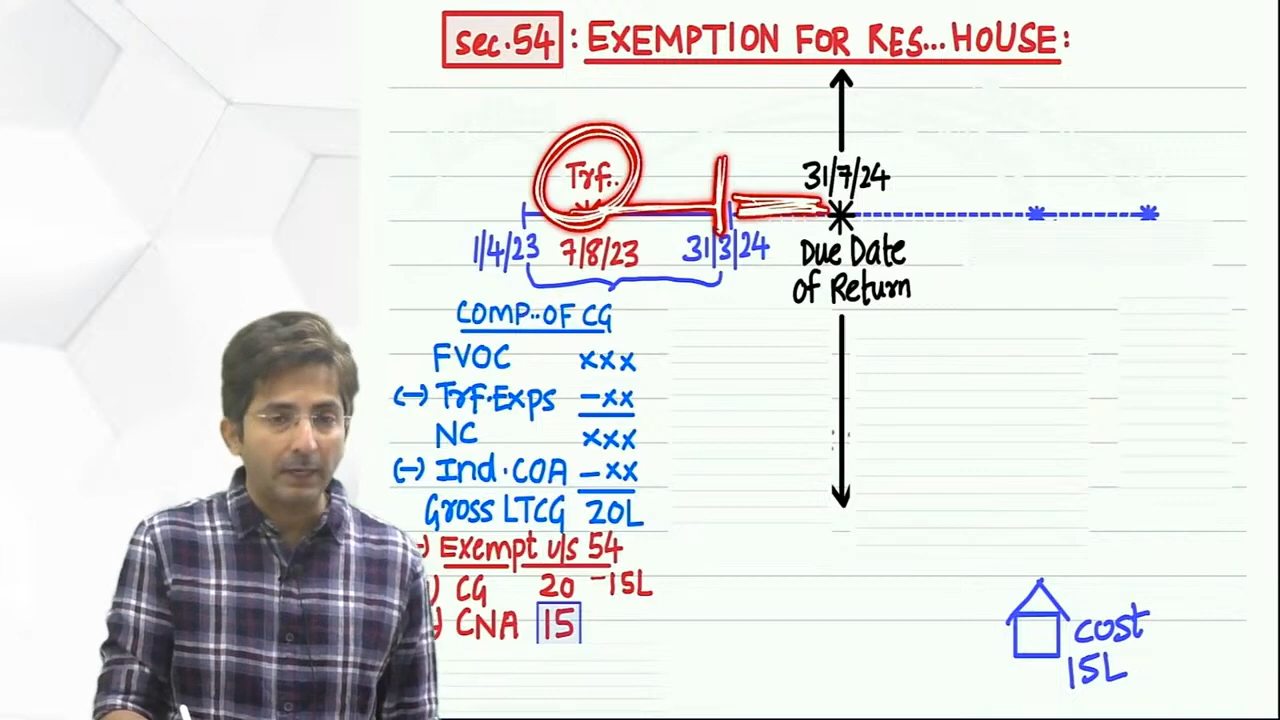 sec.54 : EXEMPTION FOR RES... HOUSE:
Trf..
31/7/24
1/4/23 7/8/23 31/3/24
Due Date
of Return
COMP..OF CG
FVOC xxx
(-) Trf.Exps -xx
NC xxx
(-) Ind.COA -xx
Gross LTCG 20L
Exempt u/s 54
CG 20 -15L
CNA 15
cost
15L